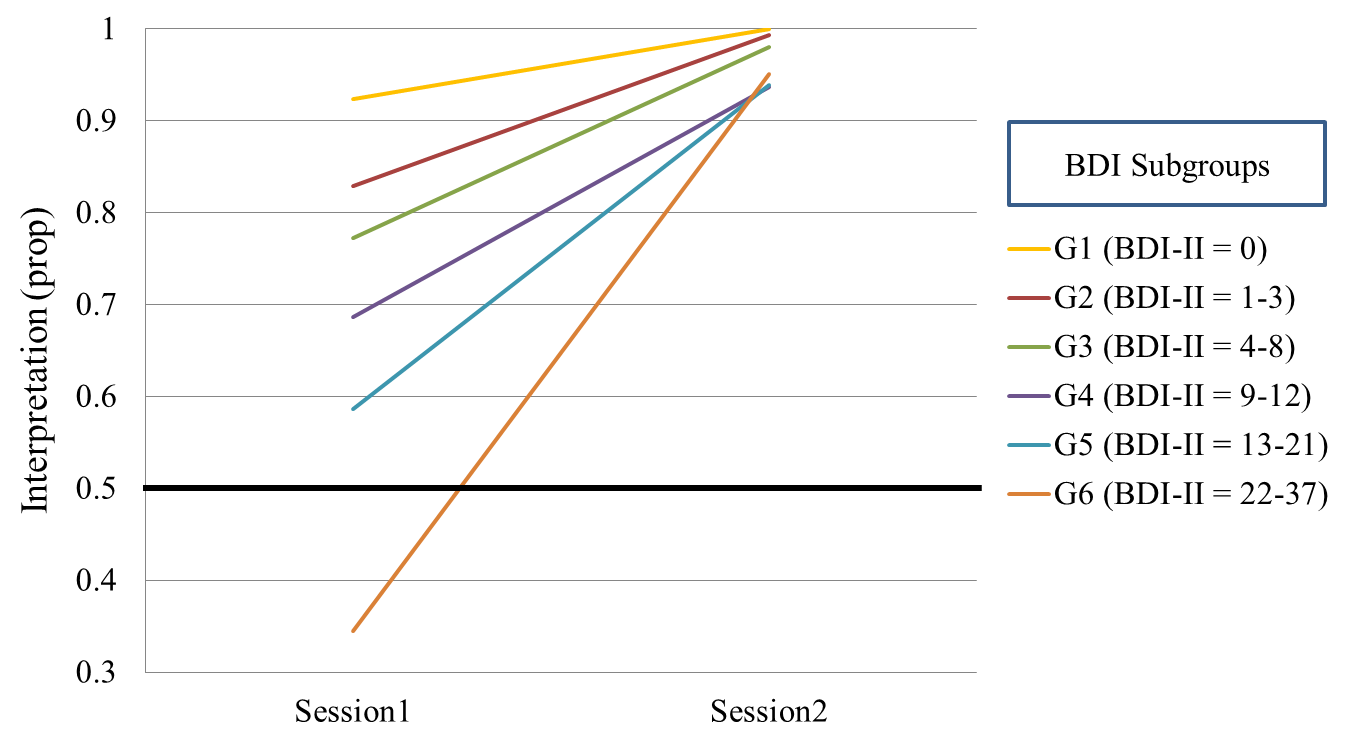 1
0.9
0.8
0.7
0.6
0.5
0.4
0.3
Interpretation (prop)
Session1
Session2
BDI Subgroups
G1 (BDI-II = 0)
G2 (BDI-II = 1-3)
G3 (BDI-II = 4-8)
G4 (BDI-II = 9-12)
G5 (BDI-II = 13-21)
G6 (BDI-II = 22-37)